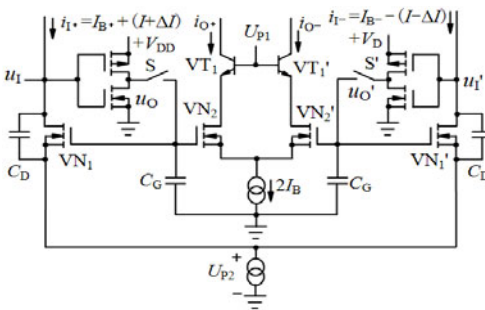 i_I+=I_B++(I+ΔI)
i_O+
i_O-
i_I-=I_B--(I-ΔI)
+V_DD
U_P1
+V_D
S
S'
u_I
VT_1
VT_1'
u_I'
u_O
u_O'
VN_2
VN_2'
C_D
VN_1
VN_1'
C_D
C_G
2I_B
C_G
U_P2
+
-